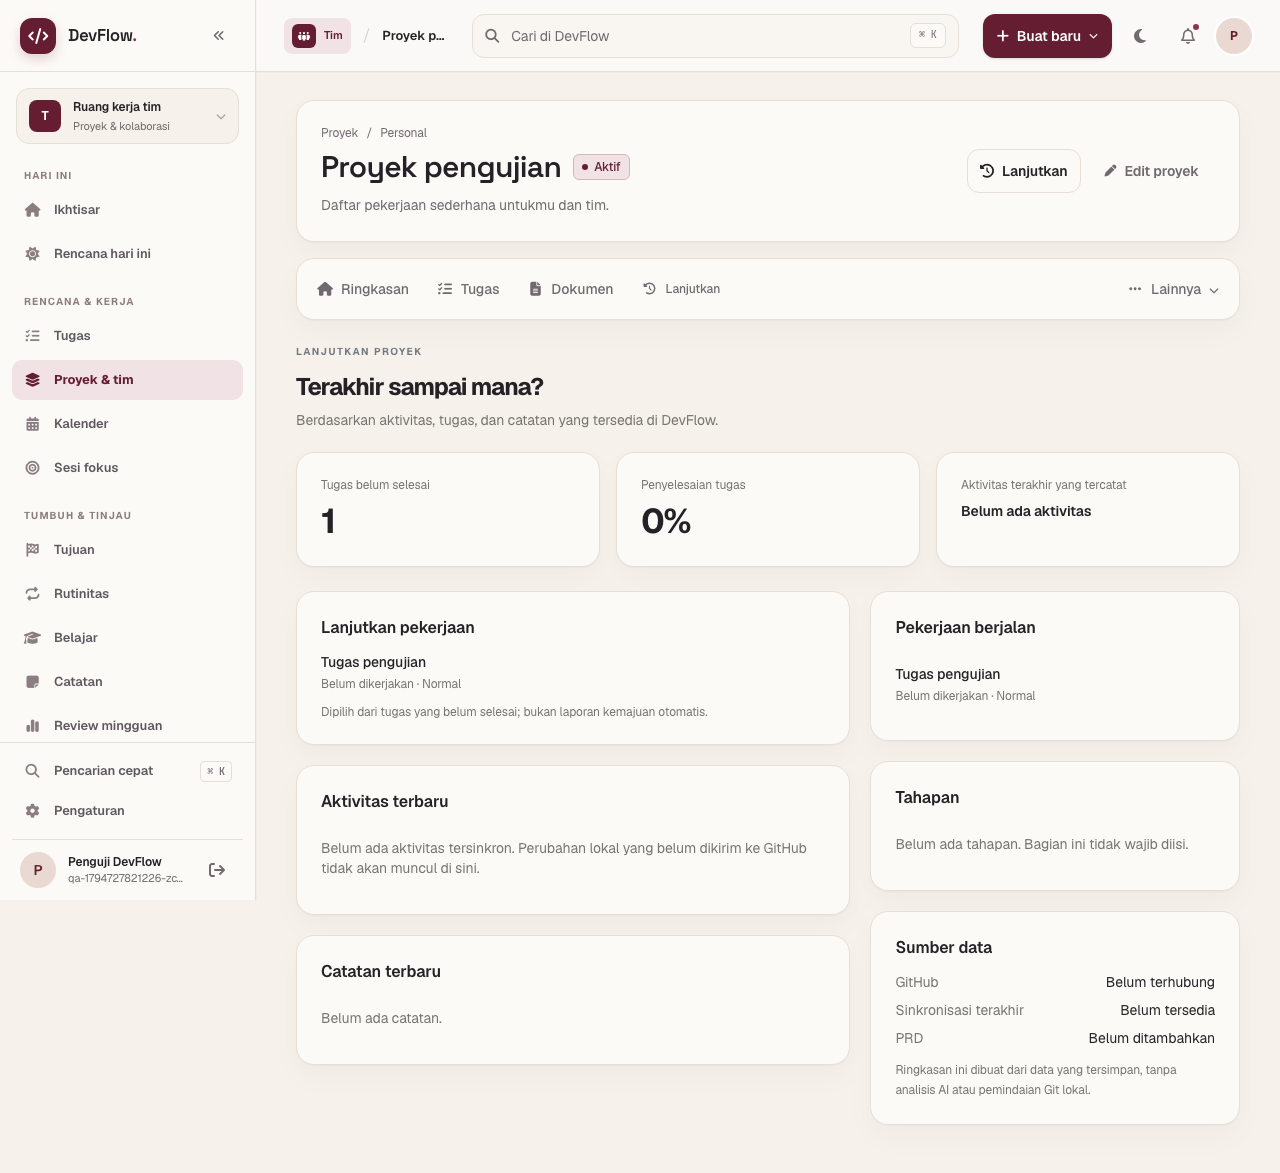 DevFlow.
Ruang kerja tim
Proyek & kolaborasi
T
HARI INI
Ikhtisar
Rencana hari ini
RENCANA & KERJA
Tugas
Proyek & tim
Kalender
Sesi fokus
TUMBUH & TINJAU
Tujuan
Rutinitas
Belajar
Catatan
Review mingguan
Pencarian cepat ⌘ K
Pengaturan
P
Penguji DevFlow
qa-1794727821226-zc...
Tim / Proyek p...
Cari di DevFlow ⌘ K
Buat baru
P
Proyek / Personal
Proyek pengujian Aktif
Daftar pekerjaan sederhana untukmu dan tim.
Lanjutkan Edit proyek
Ringkasan Tugas Dokumen Lanjutkan Lainnya
LANJUTKAN PROYEK
Terakhir sampai mana?
Berdasarkan aktivitas, tugas, dan catatan yang tersedia di DevFlow.
Tugas belum selesai
1
Penyelesaian tugas
0%
Aktivitas terakhir yang tercatat
Belum ada aktivitas
Lanjutkan pekerjaan
Tugas pengujian
Belum dikerjakan · Normal
Dipilih dari tugas yang belum selesai; bukan laporan kemajuan otomatis.
Aktivitas terbaru
Belum ada aktivitas tersinkron. Perubahan lokal yang belum dikirim ke GitHub
tidak akan muncul di sini.
Catatan terbaru
Belum ada catatan.
Pekerjaan berjalan
Tugas pengujian
Belum dikerjakan · Normal
Tahapan
Belum ada tahapan. Bagian ini tidak wajib diisi.
Sumber data
GitHub Belum terhubung
Sinkronisasi terakhir Belum tersedia
PRD Belum ditambahkan
Ringkasan ini dibuat dari data yang tersimpan, tanpa
analisis AI atau pemindaian Git lokal.